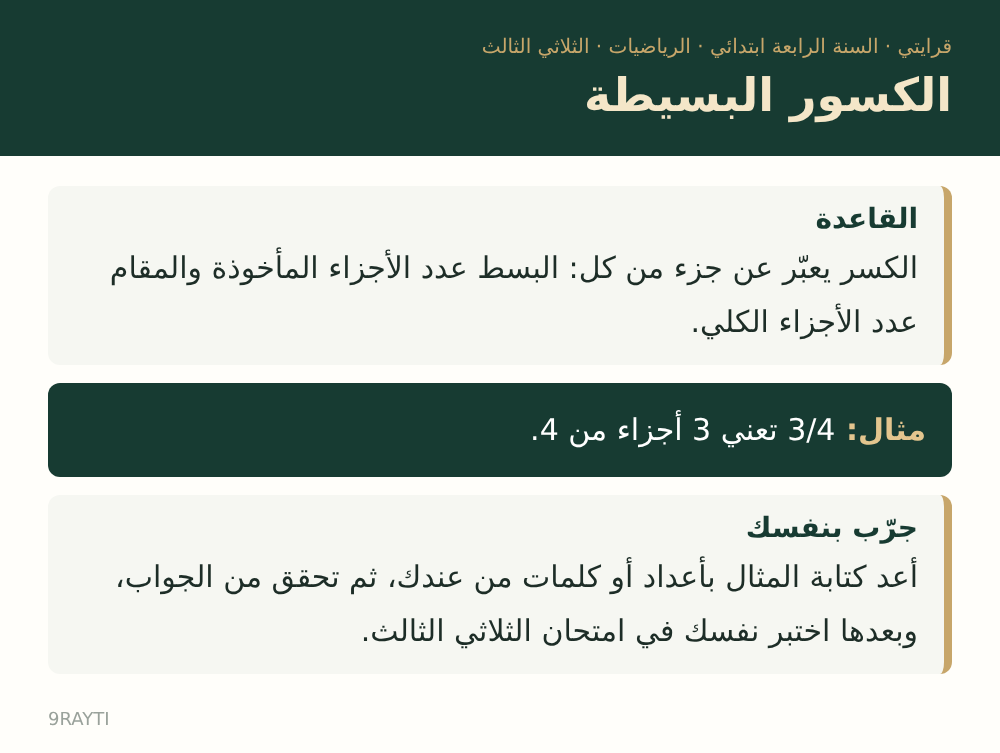 قرايتي · السنة الرابعة ابتدائي · الرياضيات · الثلاثي الثالث
الكسور البسيطة
القاعدة
الكسر يعبّر عن جزء من كل: البسط عدد الأجزاء المأخوذة والمقام
عدد الأجزاء الكلي.
مثال: 3/4 تعني 3 أجزاء من 4.
جرّب بنفسك
أعد كتابة المثال بأعداد أو كلمات من عندك، ثم تحقق من الجواب،
وبعدها اختبر نفسك في امتحان الثلاثي الثالث.
9RAYTI